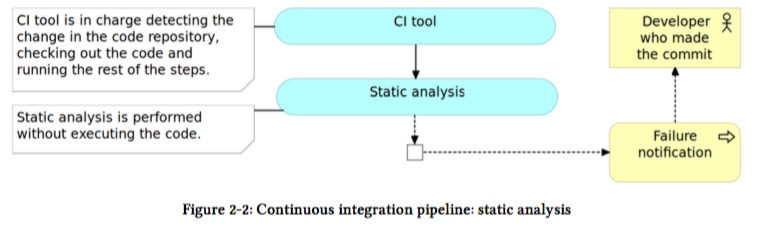 CI tool is in charge detecting the
change in the code repository,
checking out the code and
running the rest of the steps.
CI tool
Developer
who made
the commit
Static analysis
Static analysis is performed
without executing the code.
Failure
notification
Figure 2-2: Continuous integration pipeline: static analysis